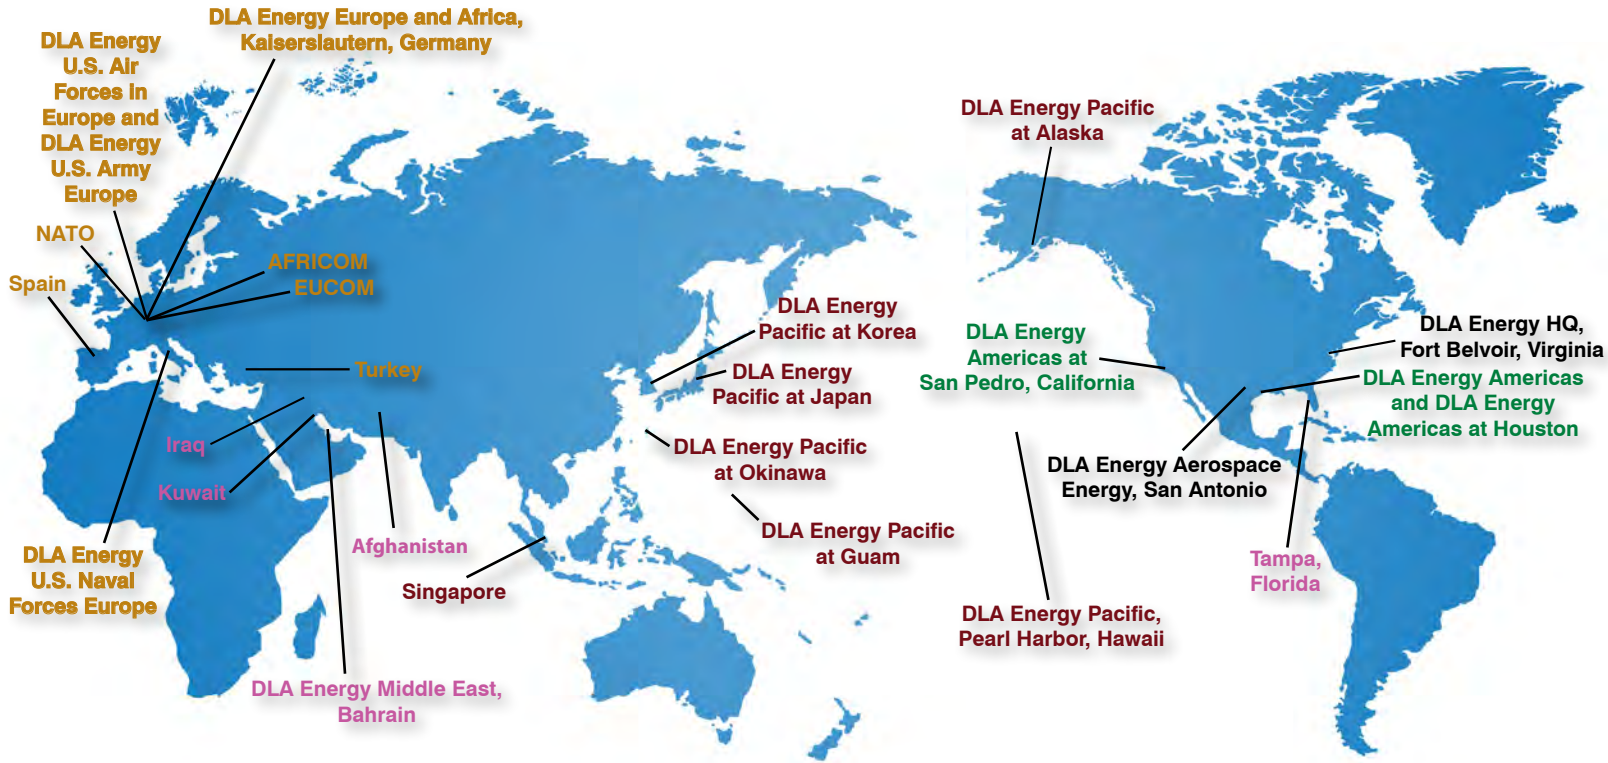 DLA Energy Europe and Africa,
Kaiserslautern, Germany
DLA Energy
U.S. Air
Forces in
Europe and
DLA Energy
U.S. Army
Europe
NATO
Spain
AFRICOM
EUCOM
Turkey
Iraq
Kuwait
DLA Energy
U.S. Naval
Forces Europe
Afghanistan
DLA Energy Middle East,
Bahrain
Singapore
DLA Energy
Pacific at Korea
DLA Energy
Pacific at Japan
DLA Energy Pacific
at Okinawa
DLA Energy Pacific
at Guam
DLA Energy Pacific
at Alaska
DLA Energy
Americas at
San Pedro, California
DLA Energy Pacific,
Pearl Harbor, Hawaii
DLA Energy HQ,
Fort Belvoir, Virginia
DLA Energy Americas
and DLA Energy
Americas at Houston
DLA Energy Aerospace
Energy, San Antonio
Tampa,
Florida